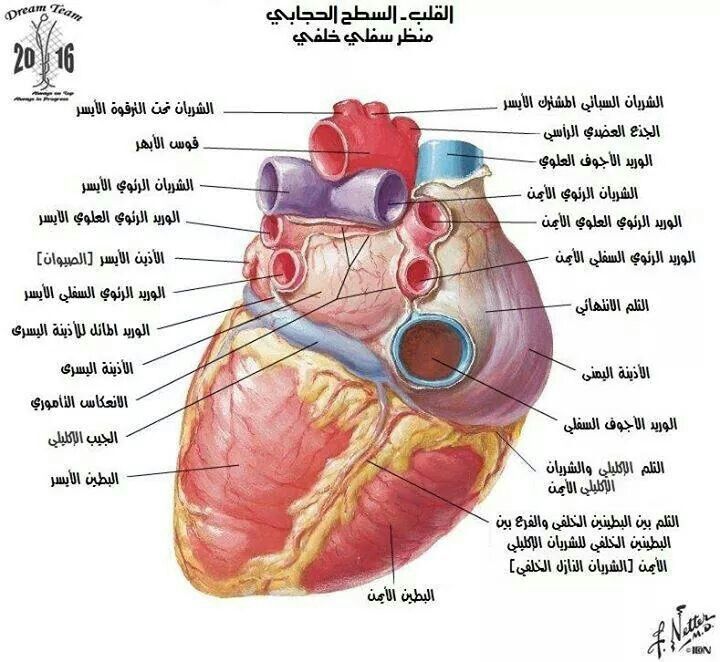 Dream Team
2016
Always on Top
Always in Progress
القلب - السطح الحجابي
منظر سفلي خلفي
الشريان السباتي المشترك الأيسر
الجذع العضدي الرأسي
الوريد الأجوف العلوي
الشريان الرئوي الأيمن
الوريد الرئوي العلوي الأيمن
الوريد الرئوي السفلي الأيمن
الثلم الانتهائي
الأذينة اليمنى
الوريد الأجوف السفلي
الثلم الإكليلي والشريان
الإكليلي الأيمن
الثلم بين البطينين الخلفي والفرع بين
البطينين الخلفي للشريان الإكليلي
الأيمن [الشريان النازل الخلفي]
البطين الأيمن
الشريان تحت الترقوة الأيسر
قوس الأبهر
الشريان الرئوي الأيسر
الوريد الرئوي العلوي الأيسر
الأذين الأيسر [الصيوان]
الوريد الرئوي السفلي الأيسر
الوريد المائل للأذينة اليسرى
الأذينة اليسرى
الانعكاس التاموري
الجيب الإكليلي
البطين الأيسر
F. Netter
M.D.
©ICON